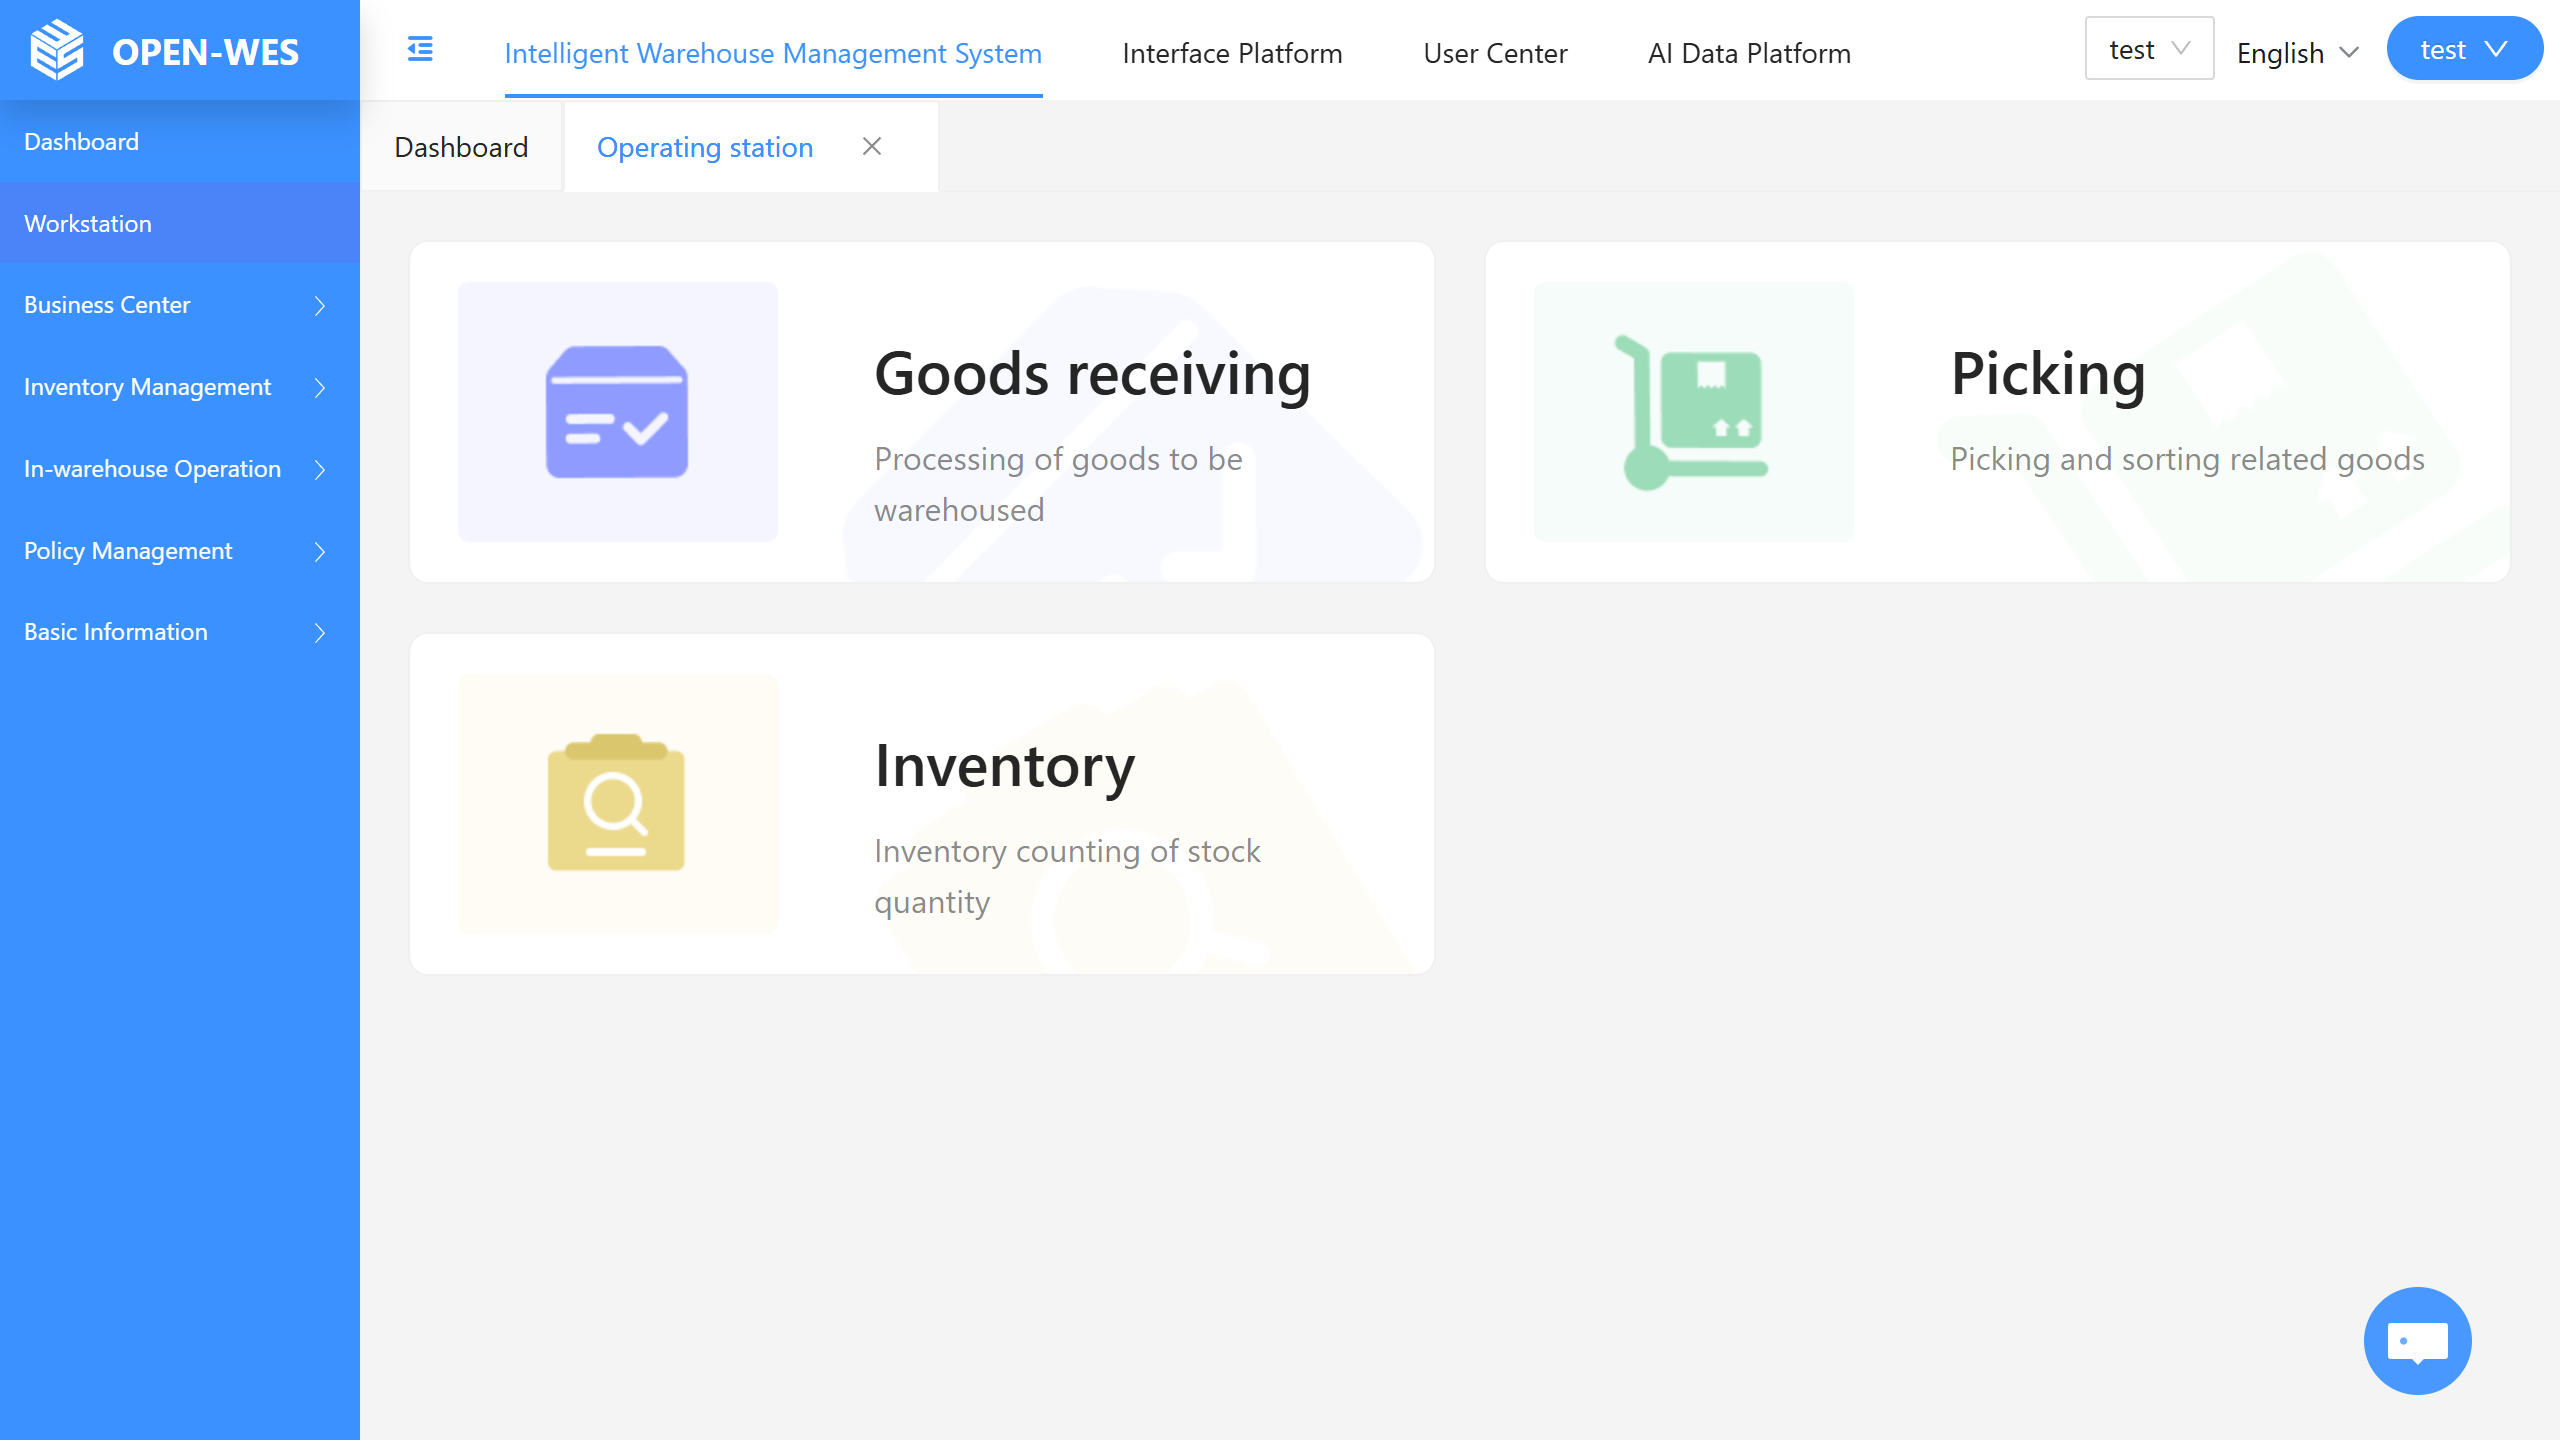 OPEN-WES
Intelligent Warehouse Management System
Interface Platform
User Center
AI Data Platform
test
English
test
Dashboard
Workstation
Business Center
Inventory Management
In-warehouse Operation
Policy Management
Basic Information
Dashboard
Operating station
Goods receiving
Processing of goods to be
warehoused
Picking
Picking and sorting related goods
Inventory
Inventory counting of stock
quantity